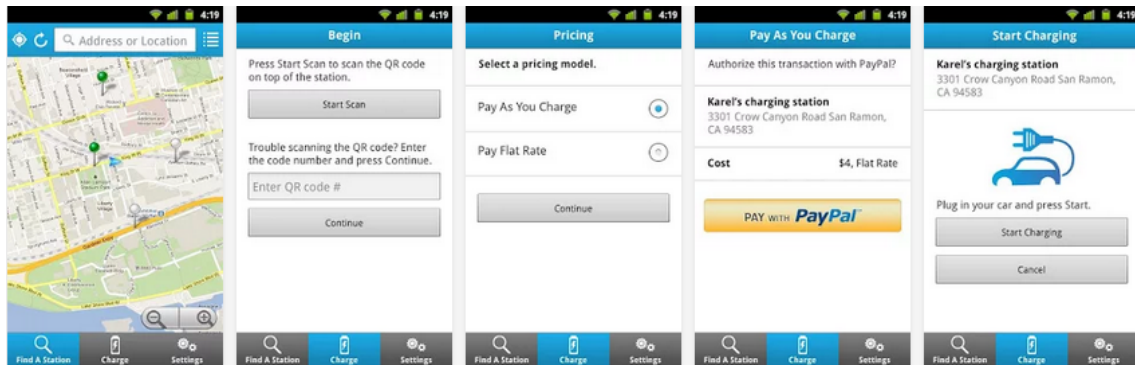 4:19
Address or Location
Find A Station
Charge
Settings
4:19
Begin
Press Start Scan to scan the QR code
on top of the station.
Start Scan
Trouble scanning the QR code? Enter
the code number and press Continue.
Enter QR code #
Continue
Find A Station
Charge
Settings
4:19
Pricing
Select a pricing model.
Pay As You Charge
Pay Flat Rate
Continue
Find A Station
Charge
Settings
4:19
Pay As You Charge
Authorize this transaction with PayPal?
Karel's charging station
3301 Crow Canyon Road San Ramon,
CA 94583
Cost $4, Flat Rate
PAY WITH PayPal
Find A Station
Charge
Settings
4:19
Start Charging
Karel's charging station
3301 Crow Canyon Road San Ramon,
CA 94583
Plug in your car and press Start.
Start Charging
Cancel
Find A Station
Charge
Settings